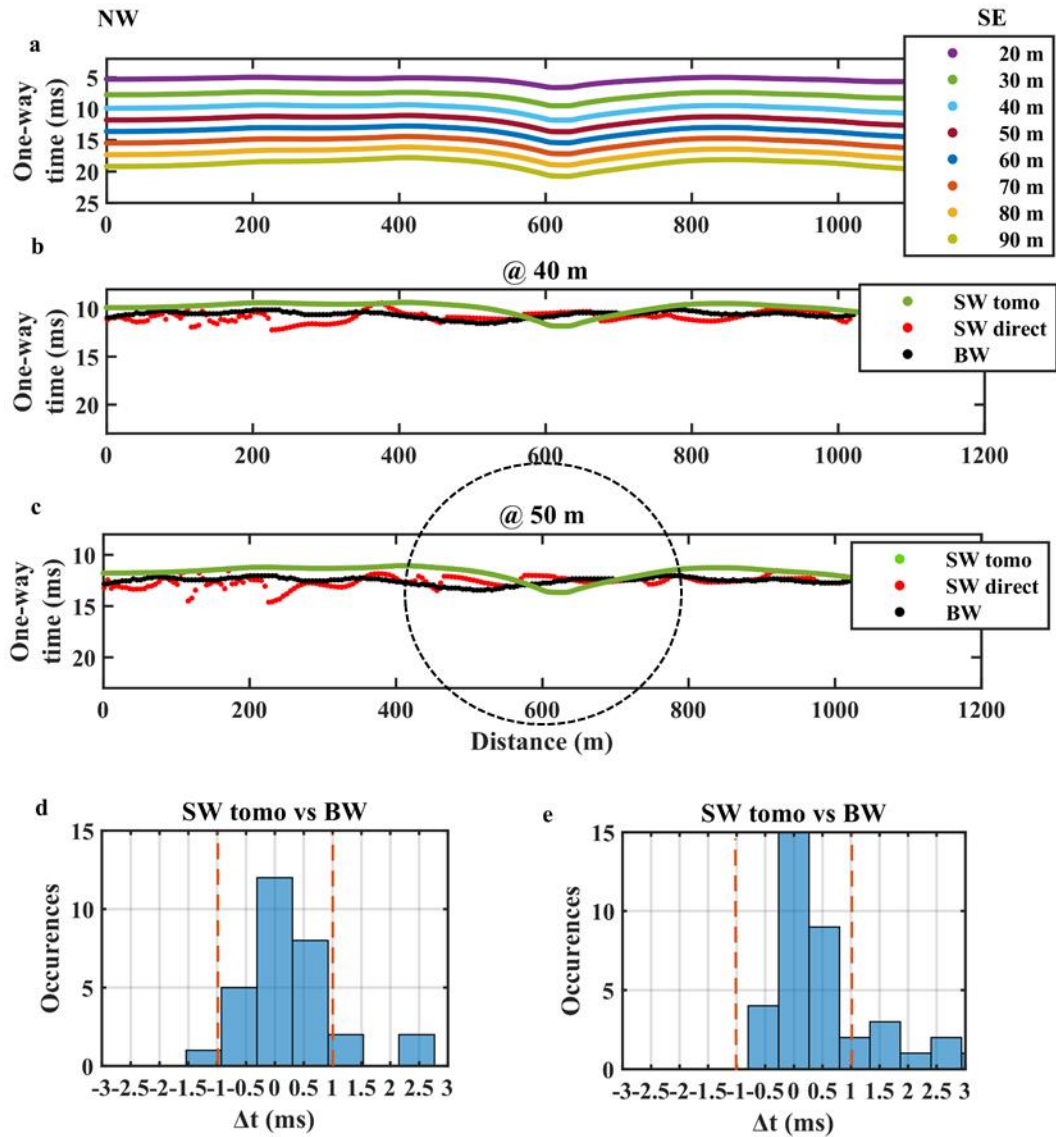 NW
SE
a
5
10
15
20
25
One-way
time (ms)
0
200
400
600
800
1000
20 m
30 m
40 m
50 m
60 m
70 m
80 m
90 m
b
@ 40 m
10
15
20
One-way
time (ms)
SW tomo
SW direct
BW
0
200
400
600
800
1000
1200
c
@ 50 m
10
15
20
One-way
time (ms)
SW tomo
SW direct
BW
0
200
400
600
800
1000
1200
Distance (m)
d
SW tomo vs BW
15
10
5
0
Occurences
-3-2.5-2-1.5-1-0.5 0 0.5 1 1.5 2 2.5 3
Δt (ms)
e
SW tomo vs BW
15
10
5
0
Occurences
-3-2.5-2-1.5-1-0.5 0 0.5 1 1.5 2 2.5 3
Δt (ms)